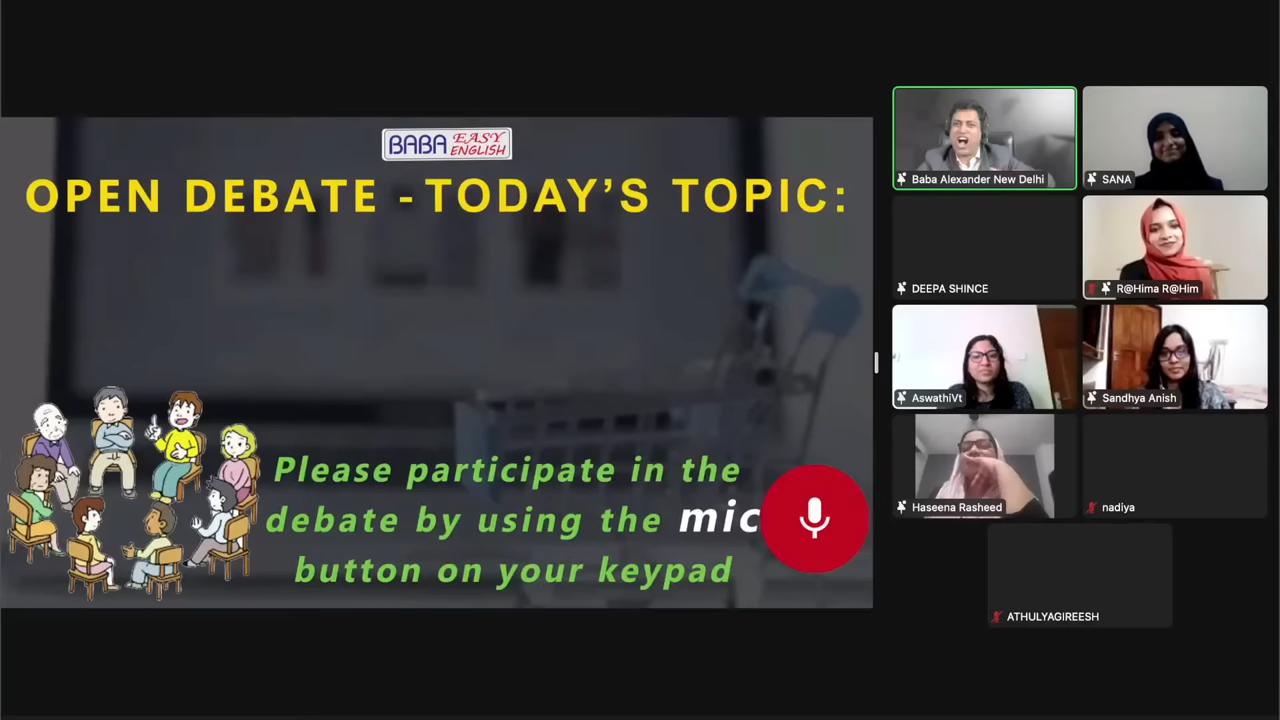 BABA EASY ENGLISH
OPEN DEBATE - TODAY'S TOPIC:
Please participate in the
debate by using the mic
button on your keypad
Baba Alexander New Delhi
SANA
DEEPA SHINCE
R@Hima R@Him
AswathiVt
Sandhya Anish
Haseena Rasheed
nadiya
ATHULYAGIREESH